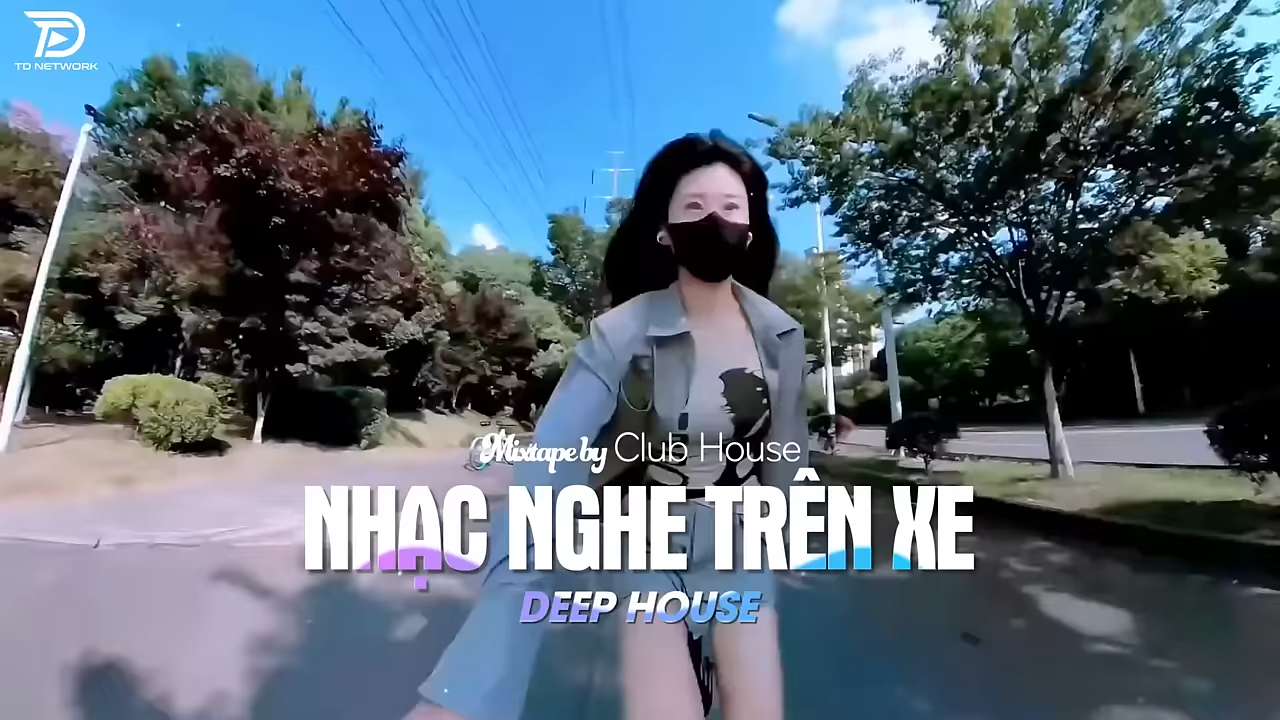 TD NETWORK
Mixtape by Club House
NHẠC NGHE TRÊN XE
DEEP HOUSE